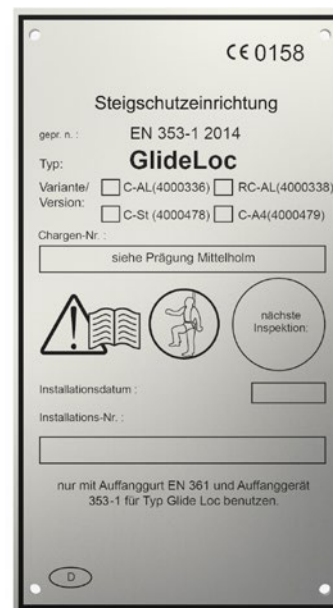 CE 0158
Steigschutzeinrichtung
gepr. n. : EN 353-1 2014
Typ: GlideLoc
Variante/ C-AL(4000336) RC-AL(4000338)
Version: C-St (4000478) C-A4(4000479)
Chargen-Nr. :
siehe Prägung Mittelholm
nächste
Inspektion:
Installationsdatum :
Installations-Nr. :
nur mit Auffanggurt EN 361 und Auffanggerät
353-1 für Typ Glide Loc benutzen.
D